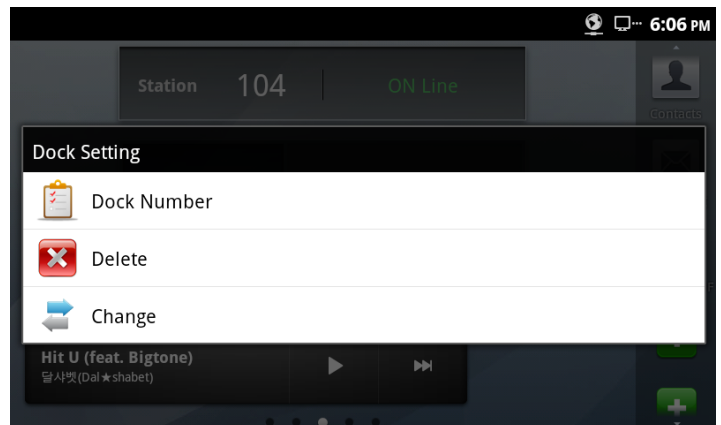 6:06 PM
Station 104 ON Line
Contacts
Dock Setting
Dock Number
Delete
Change
Hit U (feat. Bigtone)
달샤벳(Dal★shabet)